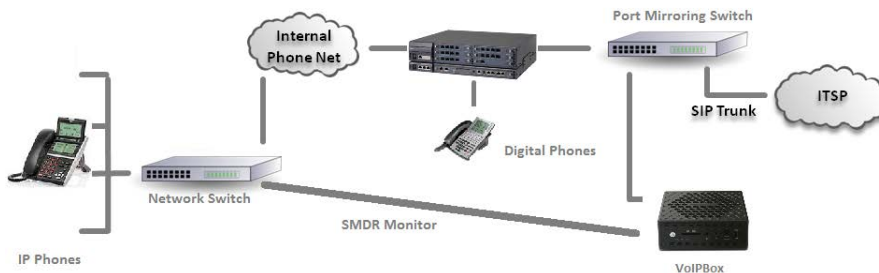 Port Mirroring Switch
Internal
Phone Net
ITSP
SIP Trunk
Digital Phones
Network Switch
SMDR Monitor
IP Phones
VoIPBox